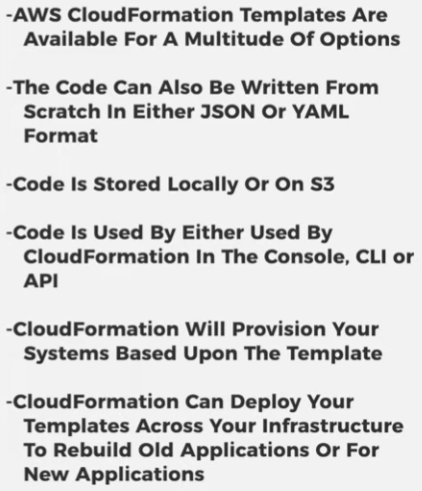 -AWS CloudFormation Templates Are
Available For A Multitude Of Options
-The Code Can Also Be Written From
Scratch In Either JSON Or YAML
Format
-Code Is Stored Locally Or On S3
-Code Is Used By Either Used By
CloudFormation In The Console, CLI or
API
-CloudFormation Will Provision Your
Systems Based Upon The Template
-CloudFormation Can Deploy Your
Templates Across Your Infrastructure
To Rebuild Old Applications Or For
New Applications